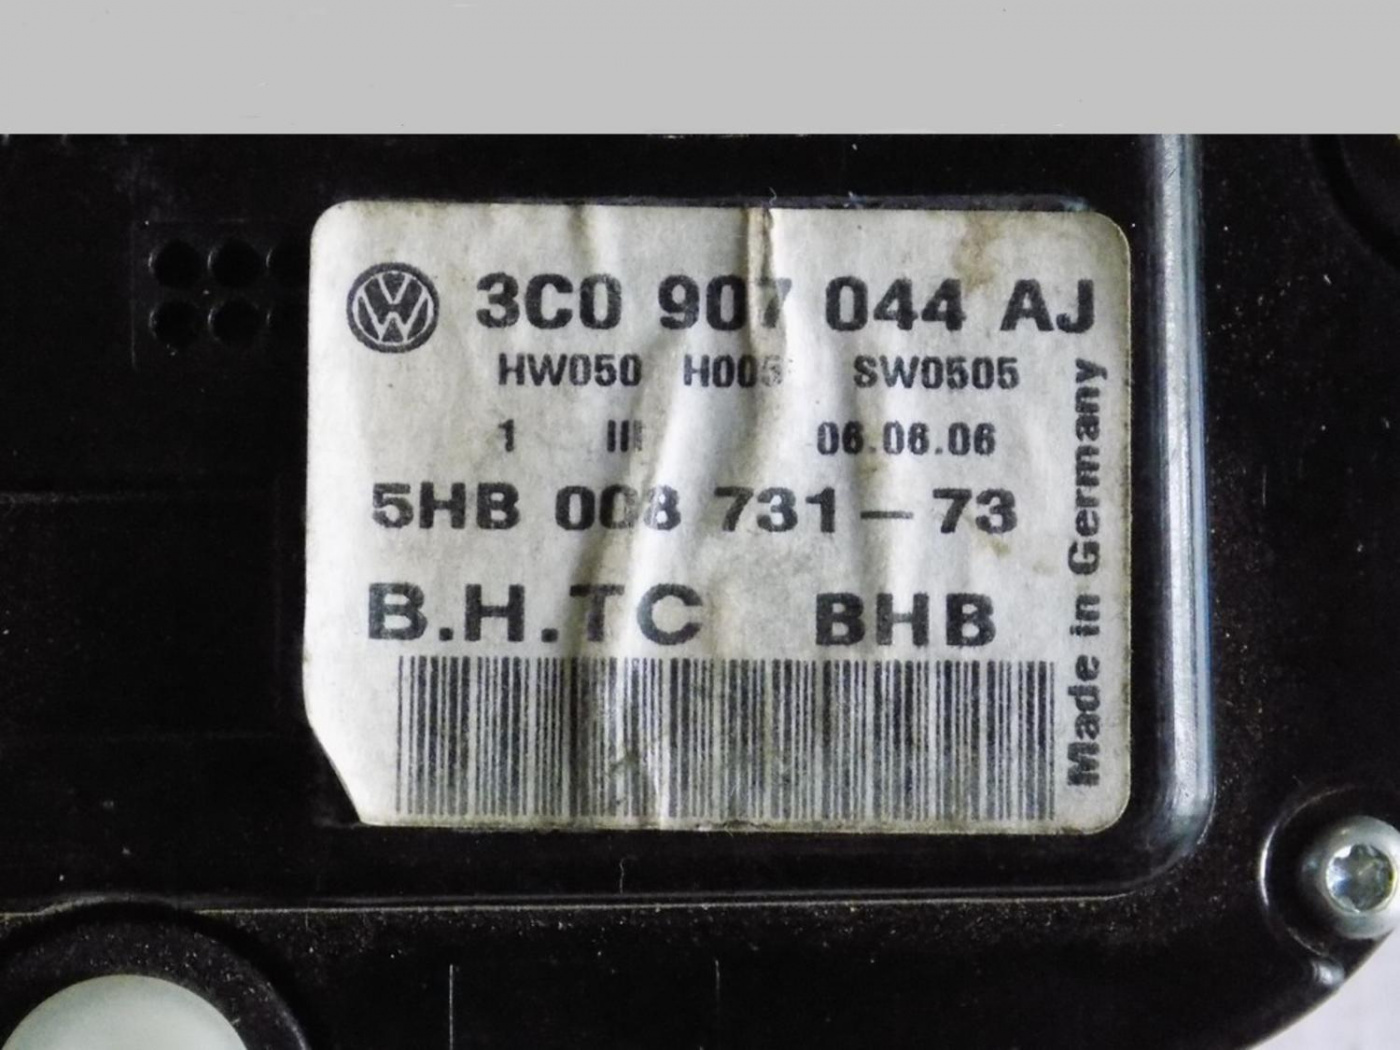 3C0 907 044 AJ
HW050 H005 SW0505
1 III 06.06.06
5HB 008 731-73
B.H.TC BHB
Made in Germany